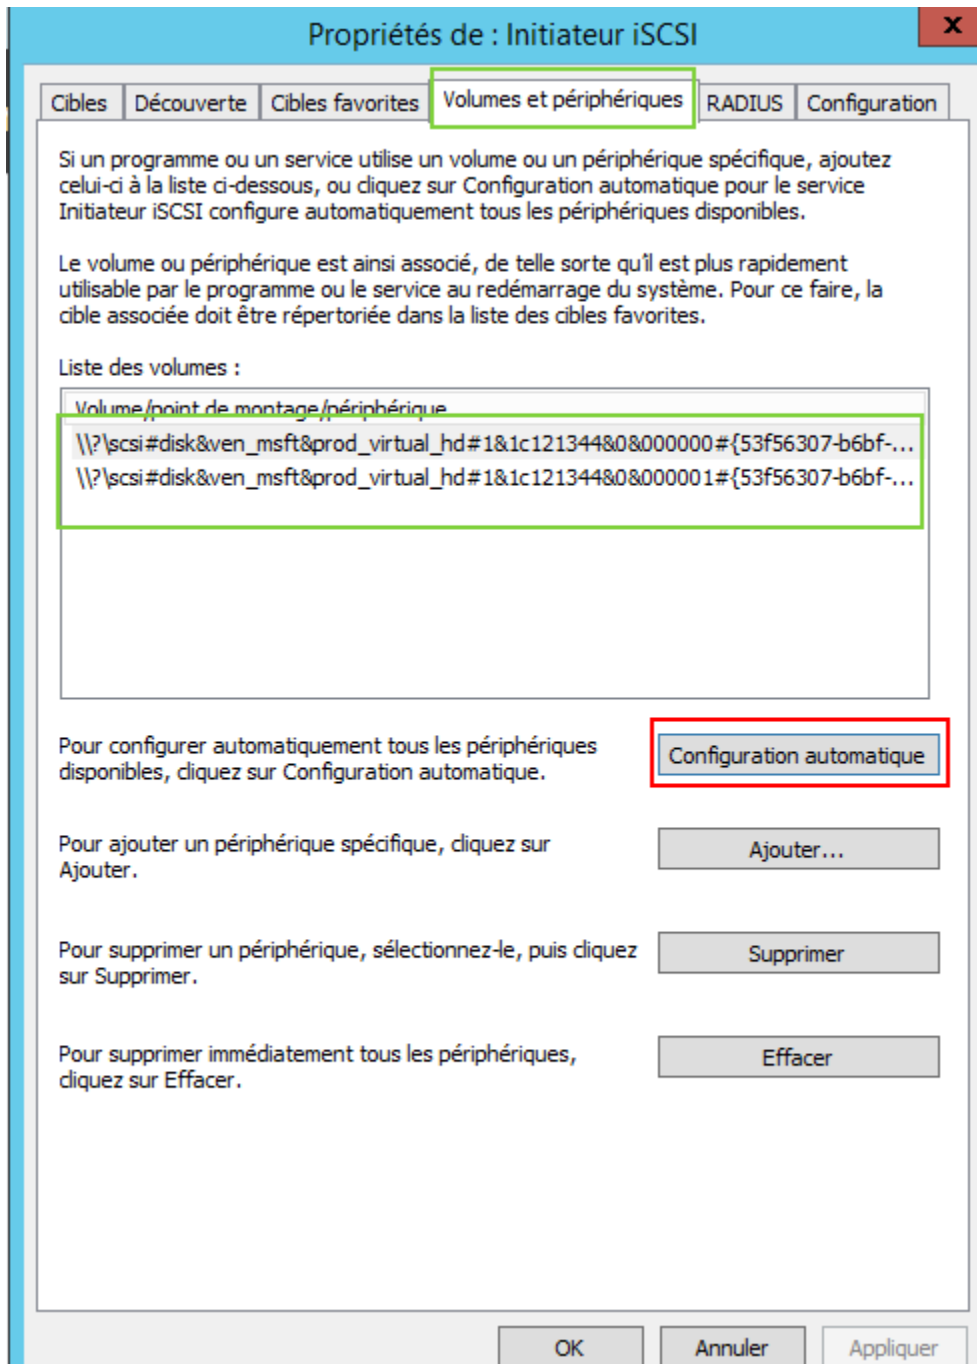 Propriétés de : Initiateur iSCSI
x
Cibles Découverte Cibles favorites Volumes et périphériques RADIUS Configuration
Si un programme ou un service utilise un volume ou un périphérique spécifique, ajoutez
celui-ci à la liste ci-dessous, ou cliquez sur Configuration automatique pour le service
Initiateur iSCSI configure automatiquement tous les périphériques disponibles.
Le volume ou périphérique est ainsi associé, de telle sorte qu'il est plus rapidement
utilisable par le programme ou le service au redémarrage du système. Pour ce faire, la
cible associée doit être répertoriée dans la liste des cibles favorites.
Liste des volumes :
Volume/point de montage/périphérique
\\?\scsi#disk&ven_msft&prod_virtual_hd#1&1c121344&0&000000#{53f56307-b6bf-...
\\?\scsi#disk&ven_msft&prod_virtual_hd#1&1c121344&0&000001#{53f56307-b6bf-...
Pour configurer automatiquement tous les périphériques
disponibles, cliquez sur Configuration automatique.
Configuration automatique
Pour ajouter un périphérique spécifique, cliquez sur
Ajouter.
Ajouter...
Pour supprimer un périphérique, sélectionnez-le, puis cliquez
sur Supprimer.
Supprimer
Pour supprimer immédiatement tous les périphériques,
cliquez sur Effacer.
Effacer
OK Annuler Appliquer